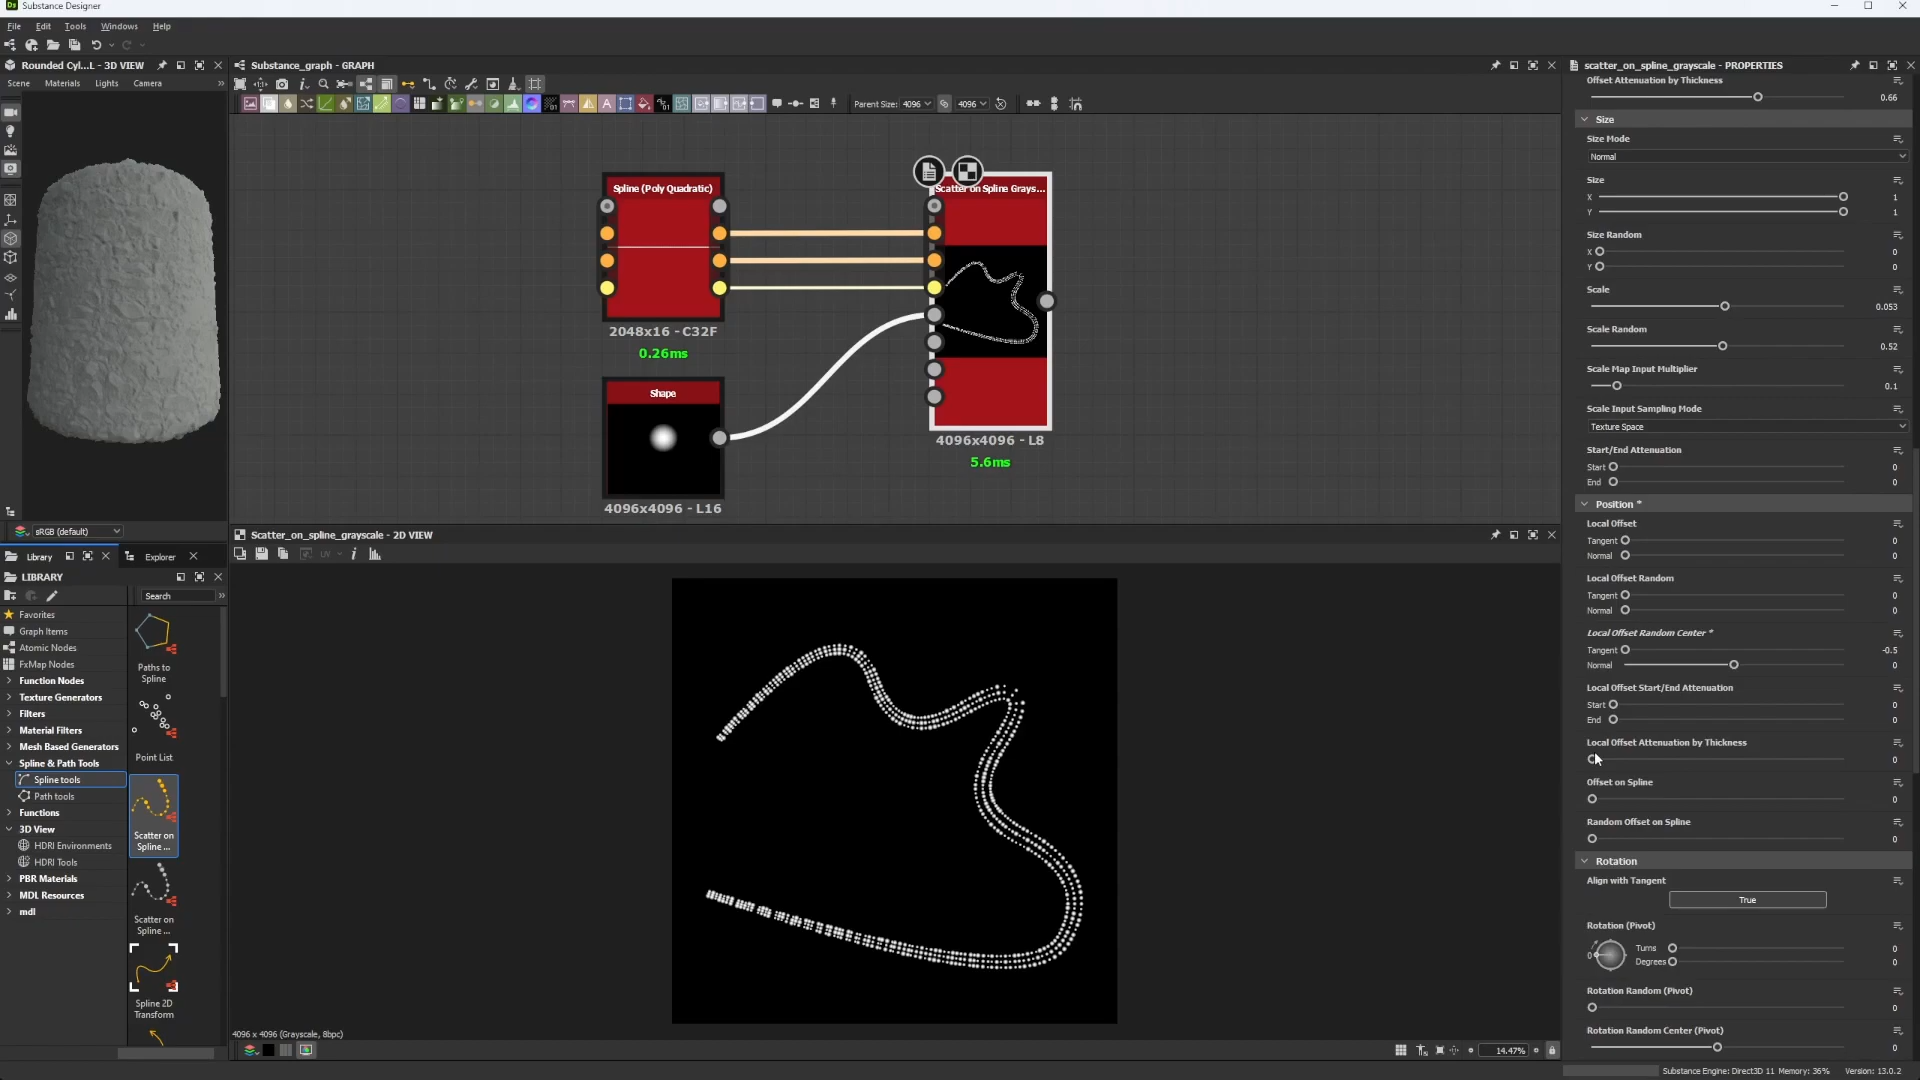 Substance Designer
File Edit Tools Windows Help
Rounded Cyl...L - 3D VIEW
Scene Materials Lights Camera
sRGB (default)
Substance_graph - GRAPH
Parent Size: 4096 4096
Spline (Poly Quadratic)
2048x16 - C32F
0.26ms
Shape
4096x4096 - L16
Scatter on Spline Grays...
4096x4096 - L8
5.6ms
Library Explorer
LIBRARY
Search
Favorites
Graph Items
Atomic Nodes
FxMap Nodes
Function Nodes
Texture Generators
Filters
Material Filters
Mesh Based Generators
Spline & Path Tools
Spline tools
Path tools
Functions
3D View
HDRI Environments
HDRI Tools
PBR Materials
MDL Resources
mdl
Paths to
Spline
Point List
Scatter on
Spline ...
Scatter on
Spline ...
Spline 2D
Transform
Scatter_on_spline_grayscale - 2D VIEW
UV
4096 x 4096 (Grayscale, 8bpc)
14.47%
scatter_on_spline_grayscale - PROPERTIES
Offset Attenuation by Thickness
0.66
Size
Size Mode
Normal
Size
X 1
Y 1
Size Random
X 0
Y 0
Scale
0.053
Scale Random
0.52
Scale Map Input Multiplier
0.1
Scale Input Sampling Mode
Texture Space
Start/End Attenuation
Start 0
End 0
Position *
Local Offset
Tangent 0
Normal 0
Local Offset Random
Tangent 0
Normal 0
Local Offset Random Center *
Tangent -0.5
Normal 0
Local Offset Start/End Attenuation
Start 0
End 0
Local Offset Attenuation by Thickness
0
Offset on Spline
0
Random Offset on Spline
0
Rotation
Align with Tangent
True
Rotation (Pivot)
0 Turns 0
Degrees 0
Rotation Random (Pivot)
0
Rotation Random Center (Pivot)
0
Substance Engine: Direct3D 11 Memory: 36% Version: 13.0.2